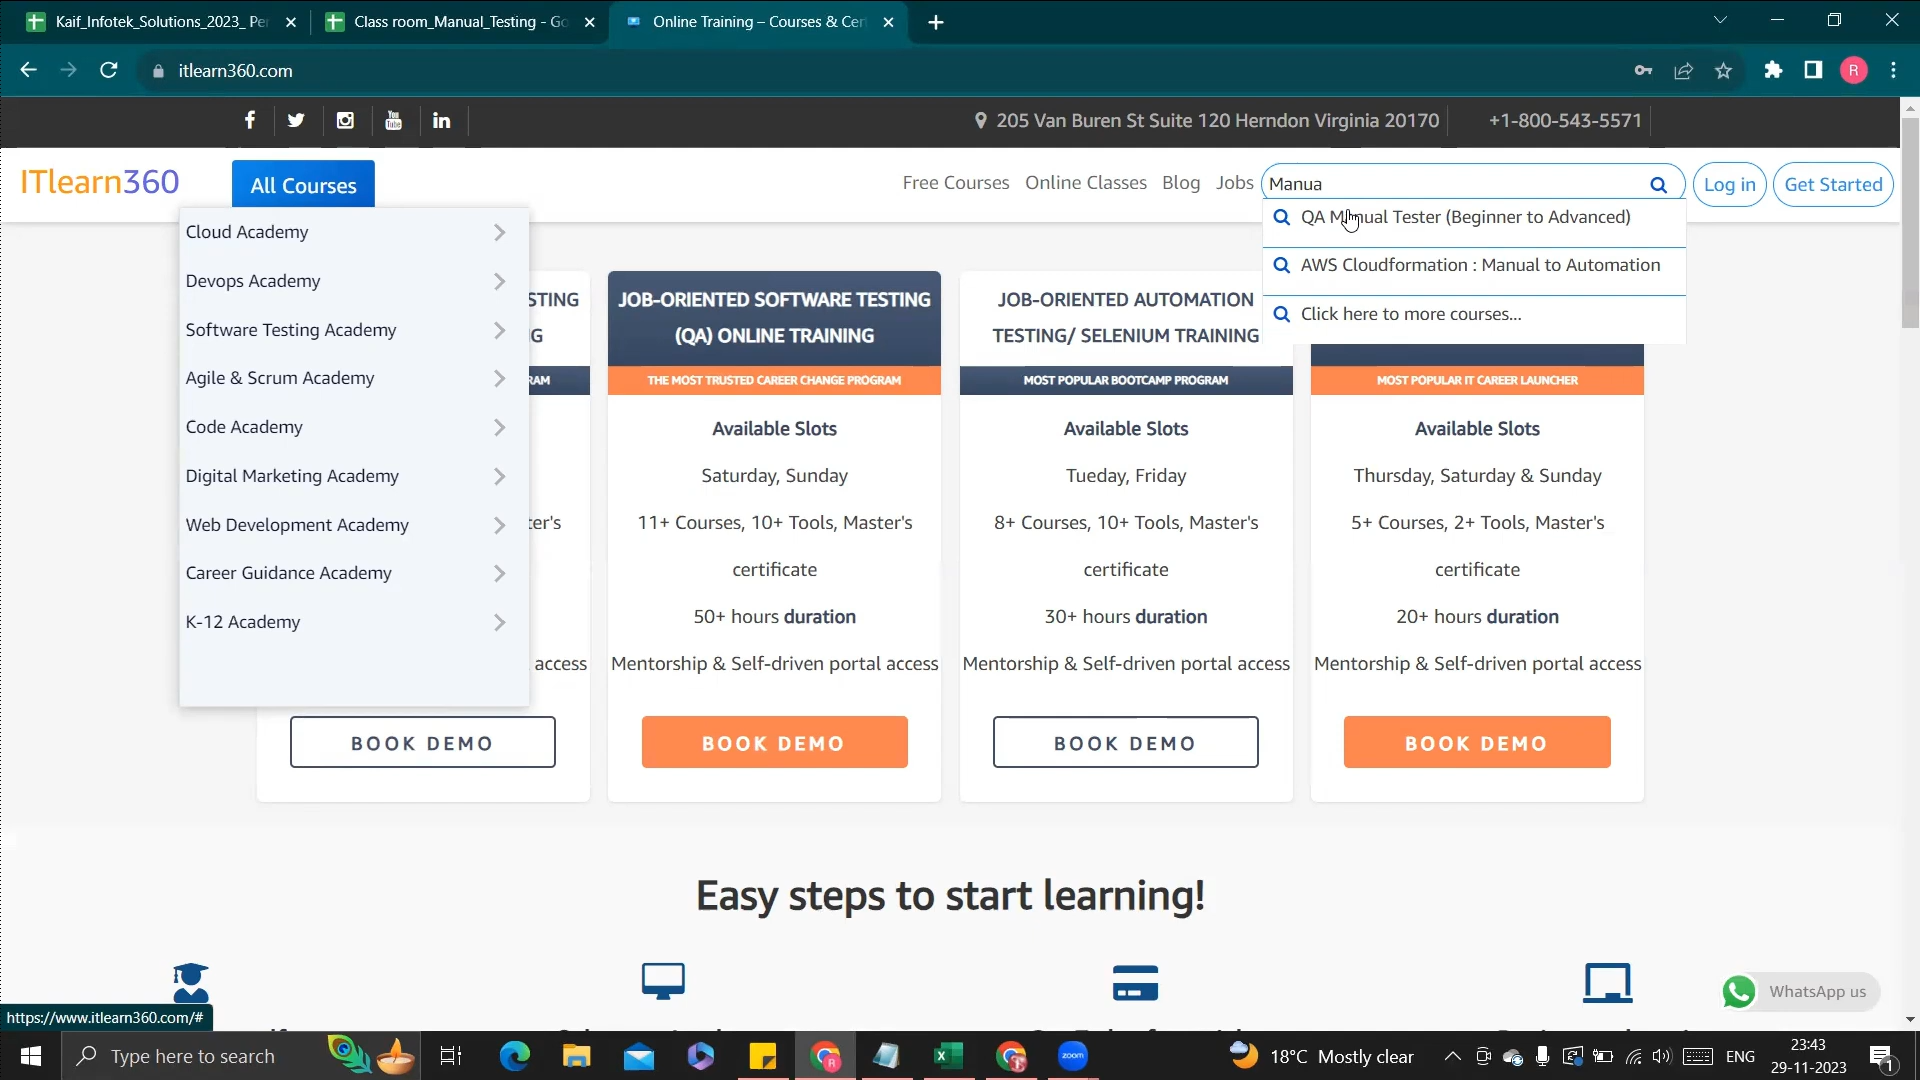 Kaif_Infotek_Solutions_2023_ Pe
Class room_Manual_Testing - Go
Online Training – Courses & Cer
itlearn360.com
R
205 Van Buren St Suite 120 Herndon Virginia 20170
+1-800-543-5571
ITlearn360
All Courses
Free Courses
Online Classes
Blog
Jobs
Manua
Log in
Get Started
QA Manual Tester (Beginner to Advanced)
AWS Cloudformation : Manual to Automation
Click here to more courses...
Cloud Academy
Devops Academy
Software Testing Academy
Agile & Scrum Academy
Code Academy
Digital Marketing Academy
Web Development Academy
Career Guidance Academy
K-12 Academy
STING
G
RAM
ter's
access
BOOK DEMO
JOB-ORIENTED SOFTWARE TESTING
(QA) ONLINE TRAINING
THE MOST TRUSTED CAREER CHANGE PROGRAM
Available Slots
Saturday, Sunday
11+ Courses, 10+ Tools, Master's
certificate
50+ hours duration
Mentorship & Self-driven portal access
BOOK DEMO
JOB-ORIENTED AUTOMATION
TESTING/ SELENIUM TRAINING
MOST POPULAR BOOTCAMP PROGRAM
Available Slots
Tueday, Friday
8+ Courses, 10+ Tools, Master's
certificate
30+ hours duration
Mentorship & Self-driven portal access
BOOK DEMO
MOST POPULAR IT CAREER LAUNCHER
Available Slots
Thursday, Saturday & Sunday
5+ Courses, 2+ Tools, Master's
certificate
20+ hours duration
Mentorship & Self-driven portal access
BOOK DEMO
Easy steps to start learning!
WhatsApp us
https://www.itlearn360.com/#
Type here to search
zoom
18°C Mostly clear
ENG
23:43
29-11-2023
1